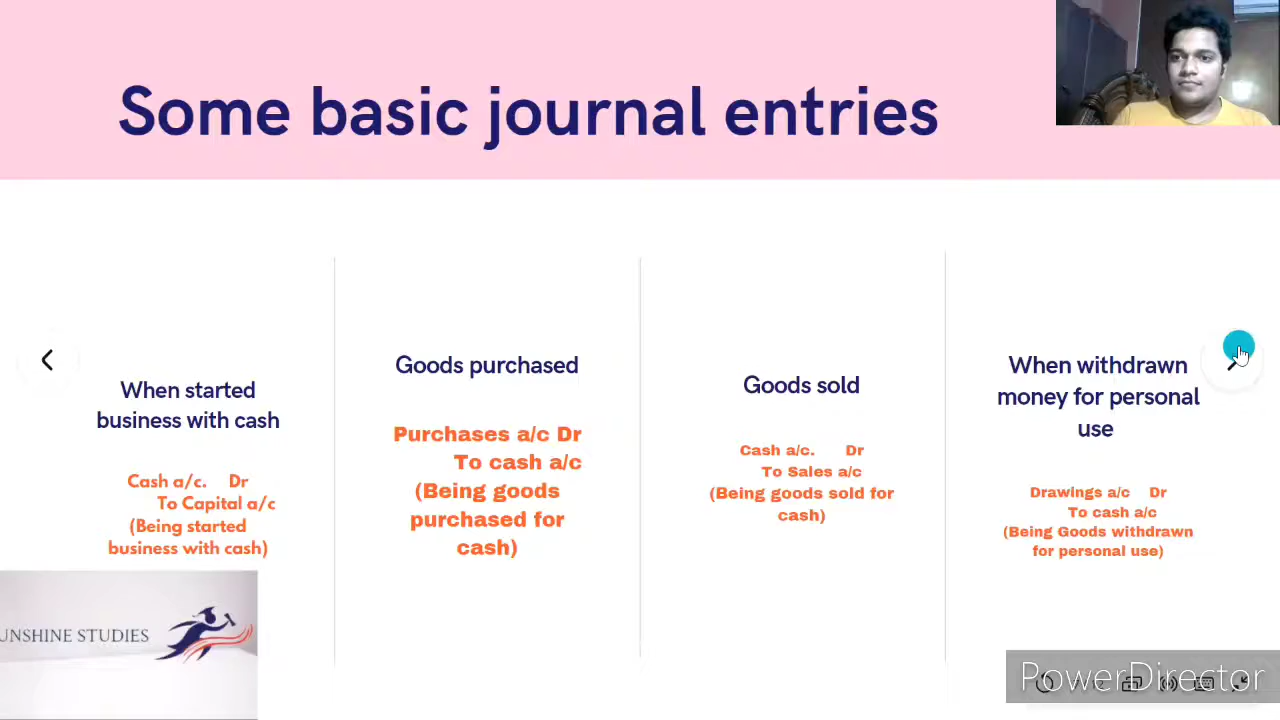 Some basic journal entries
When started
business with cash
Cash a/c. Dr
To Capital a/c
(Being started
business with cash)
Goods purchased
Purchases a/c Dr
To cash a/c
(Being goods
purchased for
cash)
Goods sold
Cash a/c. Dr
To Sales a/c
(Being goods sold for
cash)
When withdrawn
money for personal
use
Drawings a/c Dr
To cash a/c
(Being Goods withdrawn
for personal use)
UNSHINE STUDIES
PowerDirector